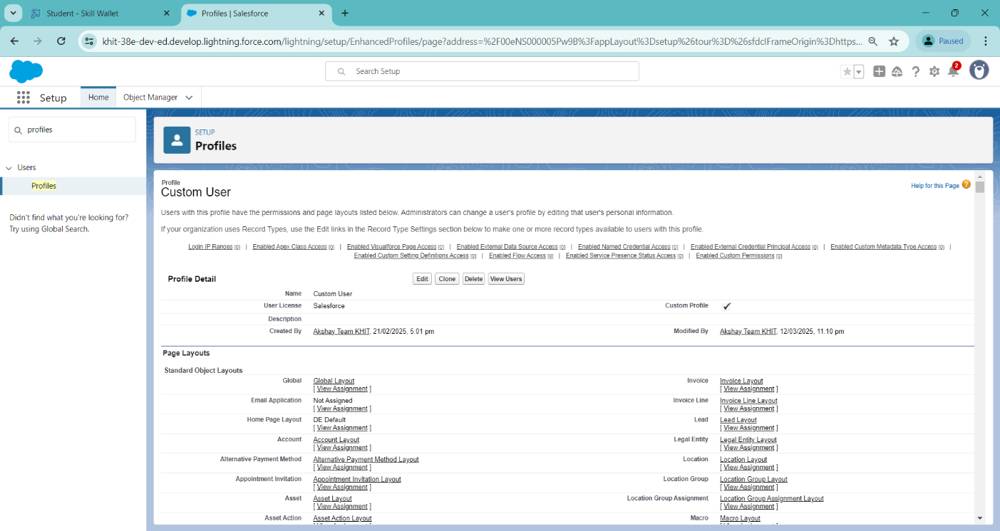 Student - Skill Wallet
Profiles | Salesforce
khit-38e-dev-ed.develop.lightning.force.com/lightning/setup/EnhancedProfiles/page?address=%2F00eNS000005Pw9B%3FappLayout%3Dsetup%26tour%3D%26sfdcIFrameOrigin%3Dhttps...
Paused
Search Setup
2
Setup
Home
Object Manager
profiles
Users
Profiles
Didn't find what you're looking for?
Try using Global Search.
SETUP
Profiles
Profile
Custom User
Help for this Page ?
Users with this profile have the permissions and page layouts listed below. Administrators can change a user's profile by editing that user's personal information.
If your organization uses Record Types, use the Edit links in the Record Type Settings section below to make one or more record types available to users with this profile.
Login IP Ranges [0] | Enabled Apex Class Access [0] | Enabled Visualforce Page Access [0] | Enabled External Data Source Access [0] | Enabled Named Credential Access [0] | Enabled External Credential Principal Access [0] | Enabled Custom Metadata Type Access [0] |
Enabled Custom Setting Definitions Access [0] | Enabled Flow Access [0] | Enabled Service Presence Status Access [0] | Enabled Custom Permissions [0]
Profile Detail Edit Clone Delete View Users
Name Custom User
User License Salesforce Custom Profile ✓
Description
Created By Akshay Team KHIT, 21/02/2025, 5:01 pm Modified By Akshay Team KHIT, 12/03/2025, 11:10 pm
Page Layouts
Standard Object Layouts
Global Global Layout Invoice Invoice Layout
[ View Assignment ] [ View Assignment ]
Email Application Not Assigned Invoice Line Invoice Line Layout
[ View Assignment ] [ View Assignment ]
Home Page Layout DE Default Lead Lead Layout
[ View Assignment ] [ View Assignment ]
Account Account Layout Legal Entity Legal Entity Layout
[ View Assignment ] [ View Assignment ]
Alternative Payment Method Alternative Payment Method Layout Location Location Layout
[ View Assignment ] [ View Assignment ]
Appointment Invitation Appointment Invitation Layout Location Group Location Group Layout
[ View Assignment ] [ View Assignment ]
Asset Asset Layout Location Group Assignment Location Group Assignment Layout
[ View Assignment ] [ View Assignment ]
Asset Action Asset Action Layout Macro Macro Layout